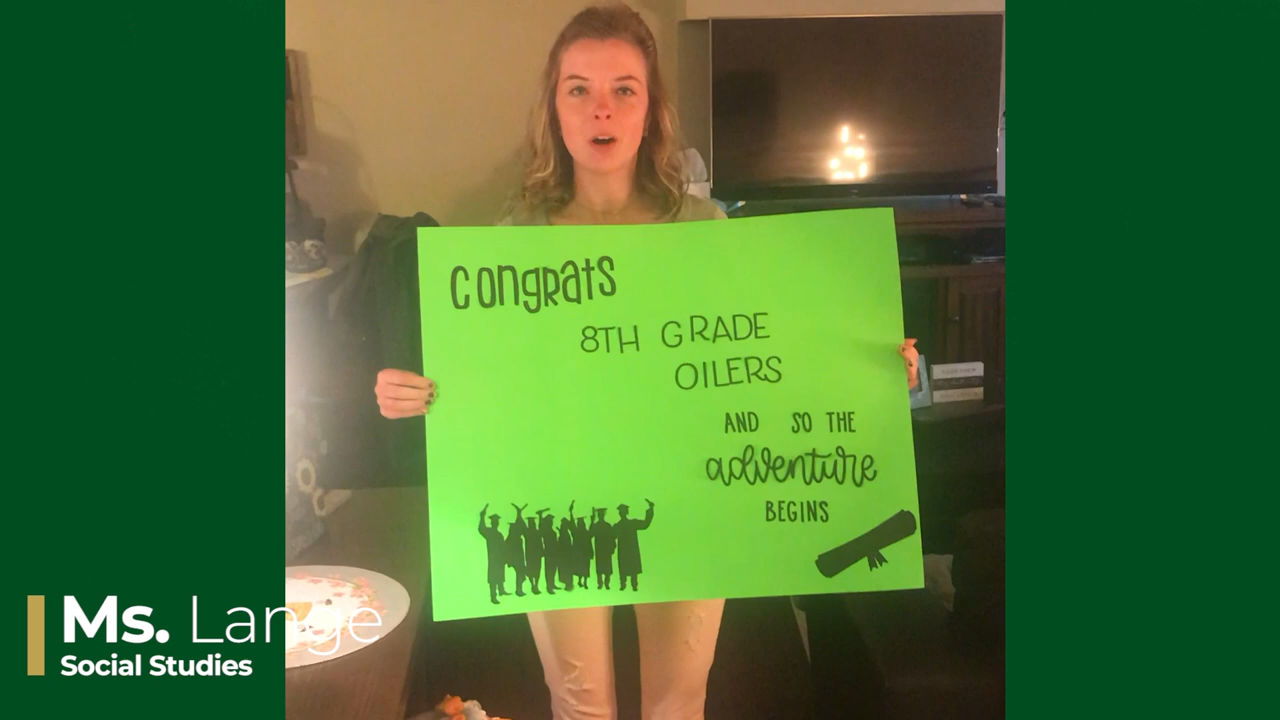 congrats
8TH GRADE
OILERS
AND SO THE
adventure
BEGINS
Ms. Lange
Social Studies